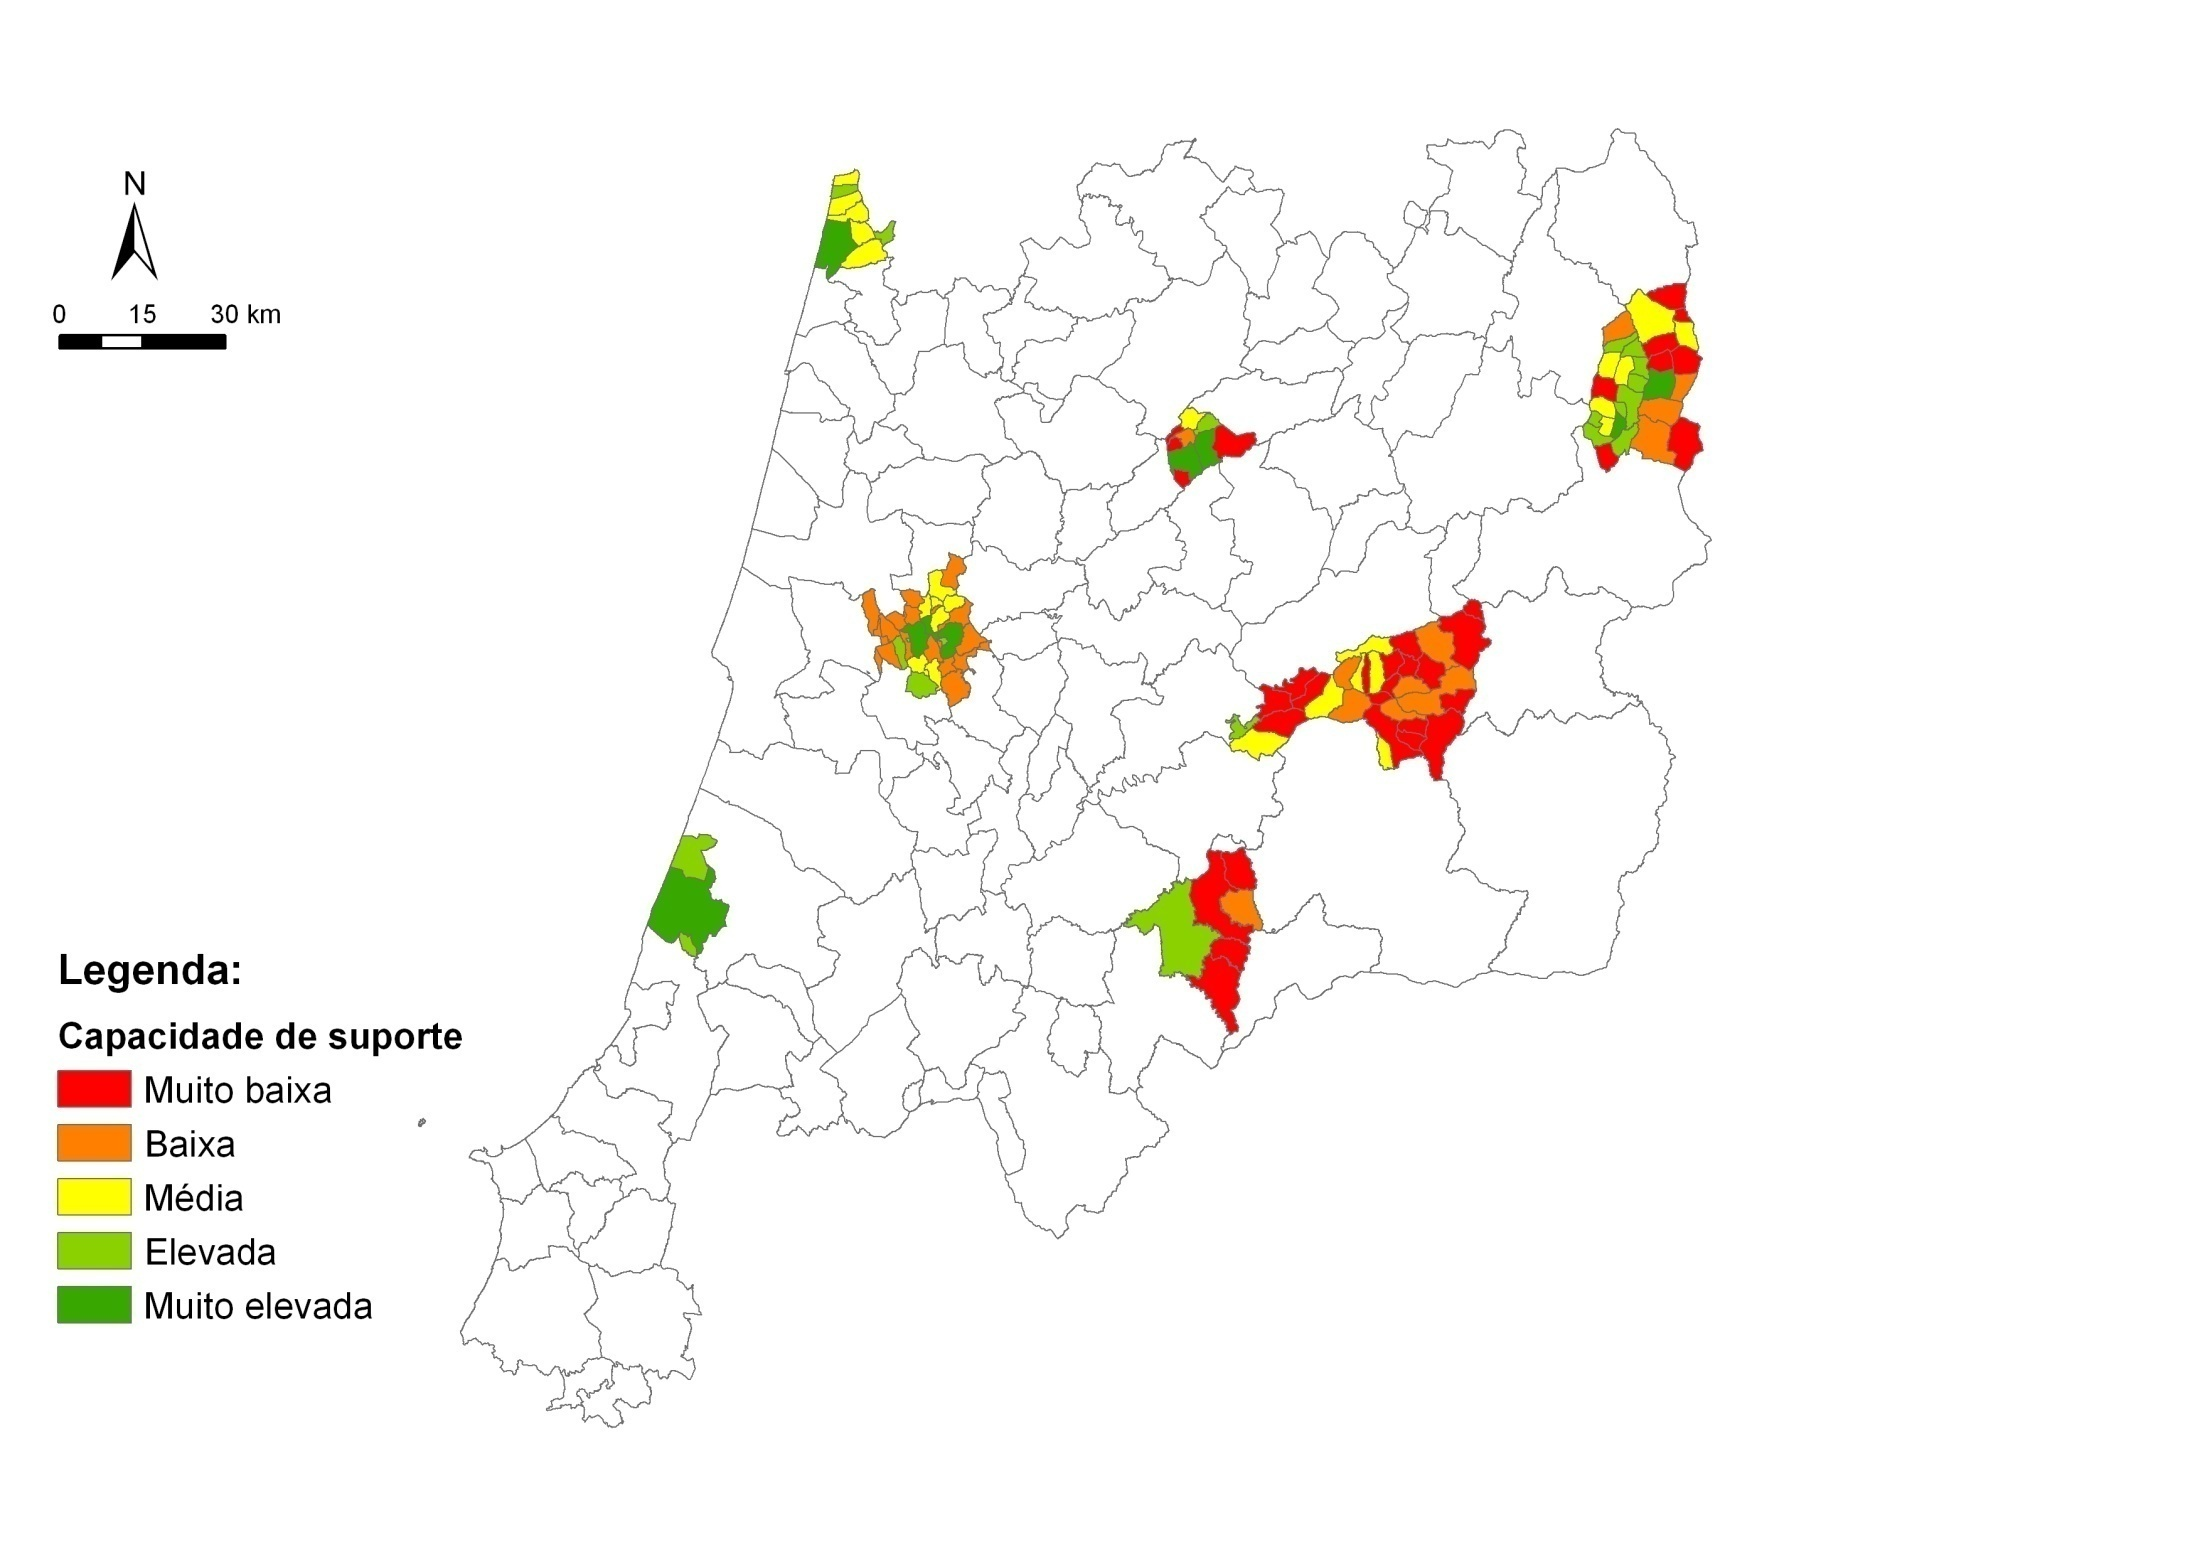 N
0 15 30 km
Legenda:
Capacidade de suporte
Muito baixa
Baixa
Média
Elevada
Muito elevada